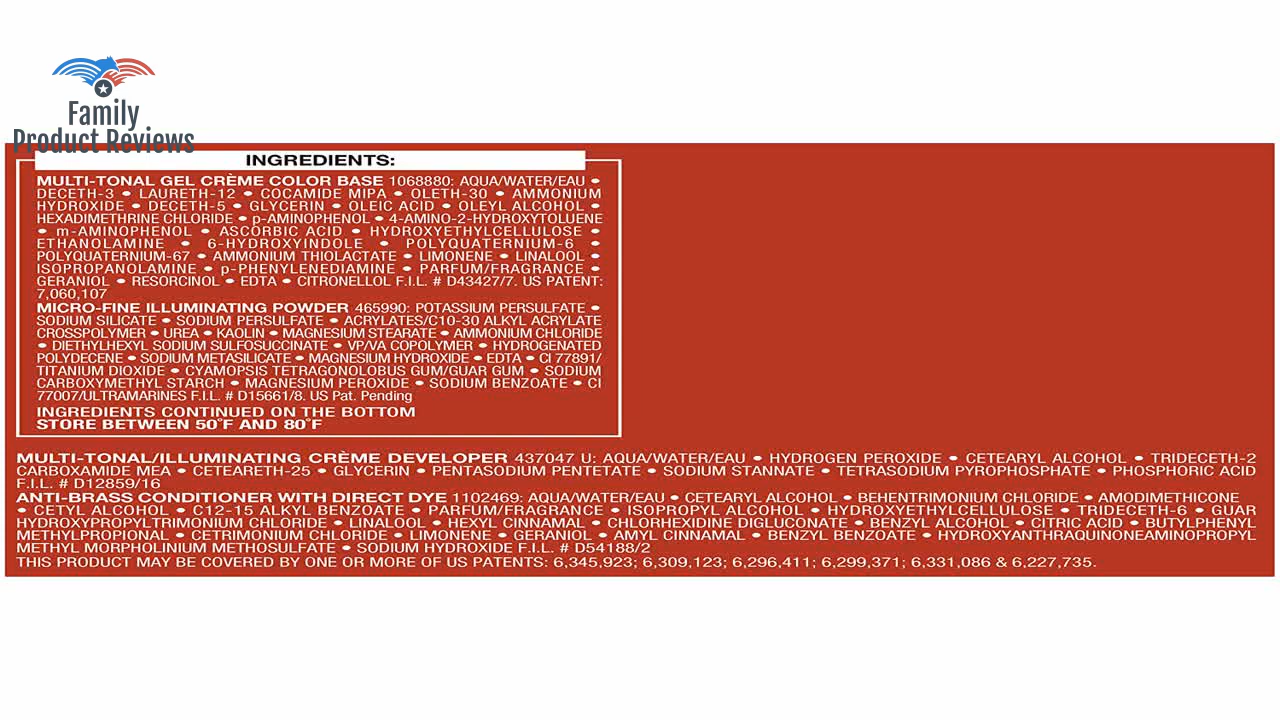 Family
Product Reviews
INGREDIENTS:
MULTI-TONAL GEL CRÈME COLOR BASE 1068880: AQUA/WATER/EAU •
DECETH-3 • LAURETH-12 • COCAMIDE MIPA • OLETH-30 • AMMONIUM
HYDROXIDE • DECETH-5 • GLYCERIN • OLEIC ACID • OLEYL ALCOHOL •
HEXADIMETHRINE CHLORIDE • p-AMINOPHENOL • 4-AMINO-2-HYDROXYTOLUENE
• m-AMINOPHENOL • ASCORBIC ACID • HYDROXYETHYLCELLULOSE •
ETHANOLAMINE • 6-HYDROXYINDOLE • POLYQUATERNIUM-6 •
POLYQUATERNIUM-67 • AMMONIUM THIOLACTATE • LIMONENE • LINALOOL •
ISOPROPANOLAMINE • p-PHENYLENEDIAMINE • PARFUM/FRAGRANCE •
GERANIOL • RESORCINOL • EDTA • CITRONELLOL F.I.L. # D43427/7. US PATENT:
7,060,107
MICRO-FINE ILLUMINATING POWDER 465990: POTASSIUM PERSULFATE •
SODIUM SILICATE • SODIUM PERSULFATE • ACRYLATES/C10-30 ALKYL ACRYLATE
CROSSPOLYMER • UREA • KAOLIN • MAGNESIUM STEARATE • AMMONIUM CHLORIDE
• DIETHYLHEXYL SODIUM SULFOSUCCINATE • VP/VA COPOLYMER • HYDROGENATED
POLYDECENE • SODIUM METASILICATE • MAGNESIUM HYDROXIDE • EDTA • CI 77891/
TITANIUM DIOXIDE • CYAMOPSIS TETRAGONOLOBUS GUM/GUAR GUM • SODIUM
CARBOXYMETHYL STARCH • MAGNESIUM PEROXIDE • SODIUM BENZOATE • CI
77007/ULTRAMARINES F.I.L. # D15661/8. US Pat. Pending
INGREDIENTS CONTINUED ON THE BOTTOM
STORE BETWEEN 50°F AND 80°F
MULTI-TONAL/ILLUMINATING CRÈME DEVELOPER 437047 U: AQUA/WATER/EAU • HYDROGEN PEROXIDE • CETEARYL ALCOHOL • TRIDECETH-2
CARBOXAMIDE MEA • CETEARETH-25 • GLYCERIN • PENTASODIUM PENTETATE • SODIUM STANNATE • TETRASODIUM PYROPHOSPHATE • PHOSPHORIC ACID
F.I.L. # D12859/16
ANTI-BRASS CONDITIONER WITH DIRECT DYE 1102469: AQUA/WATER/EAU • CETEARYL ALCOHOL • BEHENTRIMONIUM CHLORIDE • AMODIMETHICONE
• CETYL ALCOHOL • C12-15 ALKYL BENZOATE • PARFUM/FRAGRANCE • ISOPROPYL ALCOHOL • HYDROXYETHYLCELLULOSE • TRIDECETH-6 • GUAR
HYDROXYPROPYLTRIMONIUM CHLORIDE • LINALOOL • HEXYL CINNAMAL • CHLORHEXIDINE DIGLUCONATE • BENZYL ALCOHOL • CITRIC ACID • BUTYLPHENYL
METHYLPROPIONAL • CETRIMONIUM CHLORIDE • LIMONENE • GERANIOL • AMYL CINNAMAL • BENZYL BENZOATE • HYDROXYANTHRAQUINONEAMINOPROPYL
METHYL MORPHOLINIUM METHOSULFATE • SODIUM HYDROXIDE F.I.L. # D54188/2
THIS PRODUCT MAY BE COVERED BY ONE OR MORE OF US PATENTS: 6,345,923; 6,309,123; 6,296,411; 6,299,371; 6,331,086 & 6,227,735.